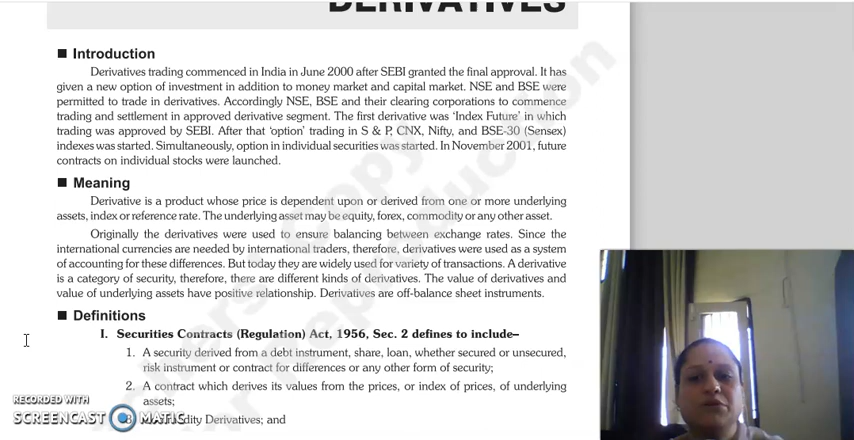 DERIVATIVES
■ Introduction
Derivatives trading commenced in India in June 2000 after SEBI granted the final approval. It has
given a new option of investment in addition to money market and capital market. NSE and BSE were
permitted to trade in derivatives. Accordingly NSE, BSE and their clearing corporations to commence
trading and settlement in approved derivative segment. The first derivative was 'Index Future' in which
trading was approved by SEBI. After that 'option' trading in S & P, CNX, Nifty, and BSE-30 (Sensex)
indexes was started. Simultaneously, option in individual securities was started. In November 2001, future
contracts on individual stocks were launched.
■ Meaning
Derivative is a product whose price is dependent upon or derived from one or more underlying
assets, index or reference rate. The underlying asset may be equity, forex, commodity or any other asset.
Originally the derivatives were used to ensure balancing between exchange rates. Since the
international currencies are needed by international traders, therefore, derivatives were used as a system
of accounting for these differences. But today they are widely used for variety of transactions. A derivative
is a category of security, therefore, there are different kinds of derivatives. The value of derivatives and
value of underlying assets have positive relationship. Derivatives are off-balance sheet instruments.
■ Definitions
I. Securities Contracts (Regulation) Act, 1956, Sec. 2 defines to include–
1. A security derived from a debt instrument, share, loan, whether secured or unsecured,
risk instrument or contract for differences or any other form of security;
2. A contract which derives its values from the prices, or index of prices, of underlying
assets;
Derivatives; and
RECORDED WITH
SCREENCAST MATIC